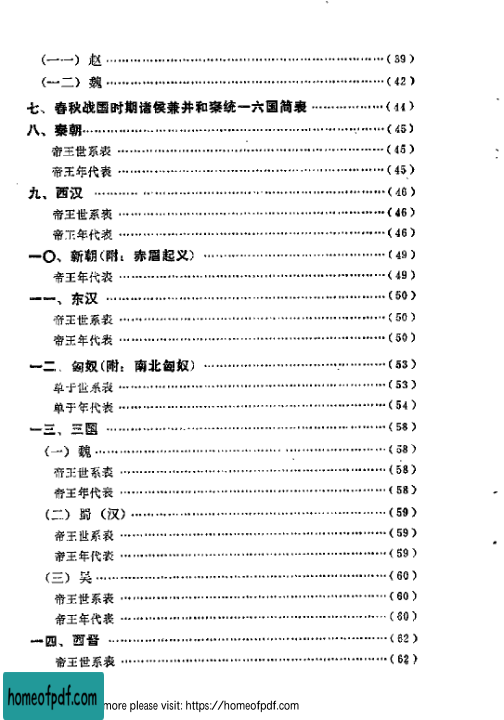 （一一）赵……（39）
（一二）魏……（42）
七、春秋战国时期诸侯兼并和秦统一六国简表……（44）
八、秦朝……（45）
帝王世系表……（45）
帝王年代表……（45）
九、西汉……（46）
帝王世系表……（46）
帝王年代表……（46）
一〇、新朝（附：赤眉起义）……（49）
帝王年代表……（49）
一一、东汉……（50）
帝王世系表……（50）
帝王年代表……（50）
一二、匈奴（附：南北匈奴）……（53）
单于世系表……（53）
单于年代表……（54）
一三、三国……（58）
（一）魏……（58）
帝王世系表……（58）
帝王年代表……（58）
（二）蜀（汉）……（59）
帝王世系表……（59）
帝王年代表……（59）
（三）吴……（60）
帝王世系表……（60）
帝王年代表……（60）
一四、西晋……（62）
帝王世系表……（62）
homeofpdf.com
more please visit: https://homeofpdf.com